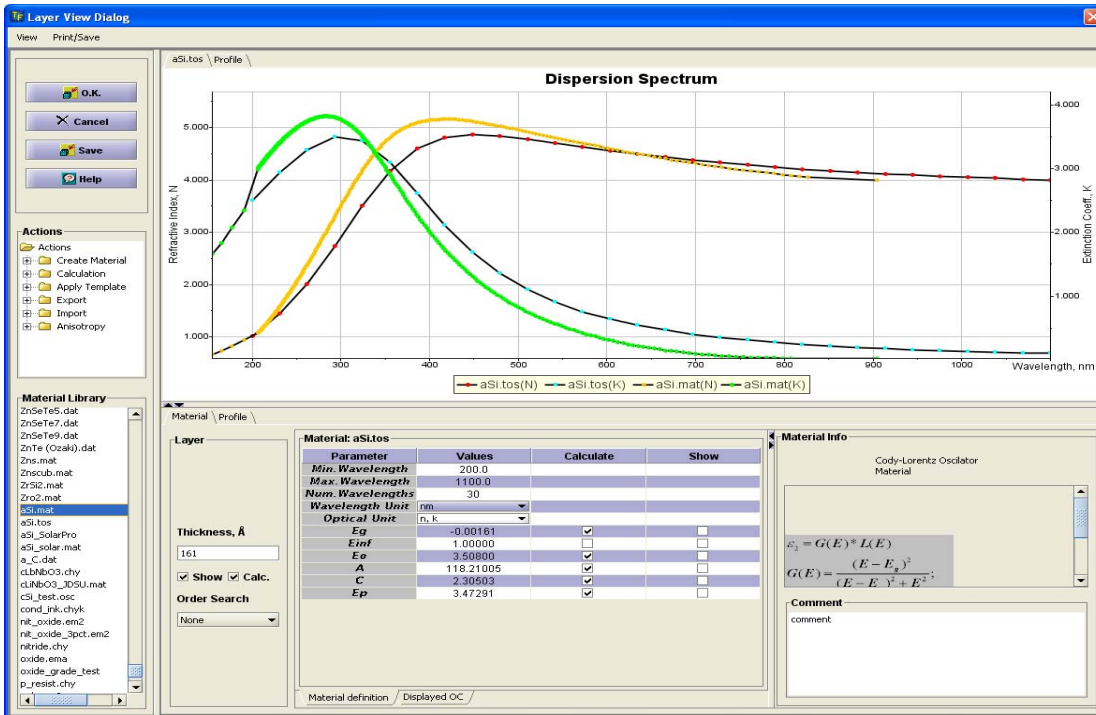 TF Layer View Dialog
View Print/Save
O.K.
Cancel
Save
Help
Actions
Actions
Create Material
Calculation
Apply Template
Export
Import
Anisotropy
Material Library
ZnSeTe5.dat
ZnSeTe7.dat
ZnSeTe9.dat
ZnTe (Ozaki).dat
Zns.mat
Znscub.mat
ZrSi2.mat
Zro2.mat
aSi.mat
aSi.tos
aSi_SolarPro
aSi_solar.mat
a_C.dat
cLbNbO3.chy
cLiNbO3_JDSU.mat
cSi_test.osc
cond_ink.chyk
nit_oxide.em2
nit_oxide_3pct.em2
nitride.chy
oxide.ema
oxide_grade_test
p_resist.chy
aSi.tos Profile
Dispersion Spectrum
Refractive Index, N
5.000
4.000
3.000
2.000
1.000
4.000
3.000
2.000
1.000
Extinction Coeff., K
200 300 400 500 600 700 800 900 1000
Wavelength, nm
aSi.tos(N) aSi.tos(K) aSi.mat(N) aSi.mat(K)
Material Profile
Layer
Thickness, Å
161
Show Calc.
Order Search
None
Material: aSi.tos
Parameter Values Calculate Show
Min.Wavelength 200.0
Max.Wavelength 1100.0
Num.Wavelengths 30
Wavelength Unit nm
Optical Unit n, k
Eg -0.00161
Einf 1.00000
Eo 3.50800
A 118.21005
C 2.30503
Ep 3.47291
Material definition Displayed OC
Material Info
Cody-Lorentz Oscilator
Material
ε₂ = G(E)* L(E)
G(E) = (E − E_g)² / (E − E_)² + E²;
Comment
comment